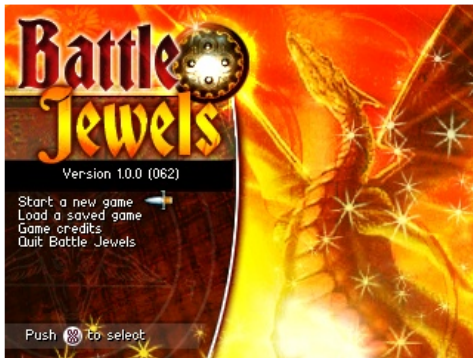 Battle
Jewels
Version 1.0.0 (062)
Start a new game
Load a saved game
Game credits
Quit Battle Jewels
Push to select